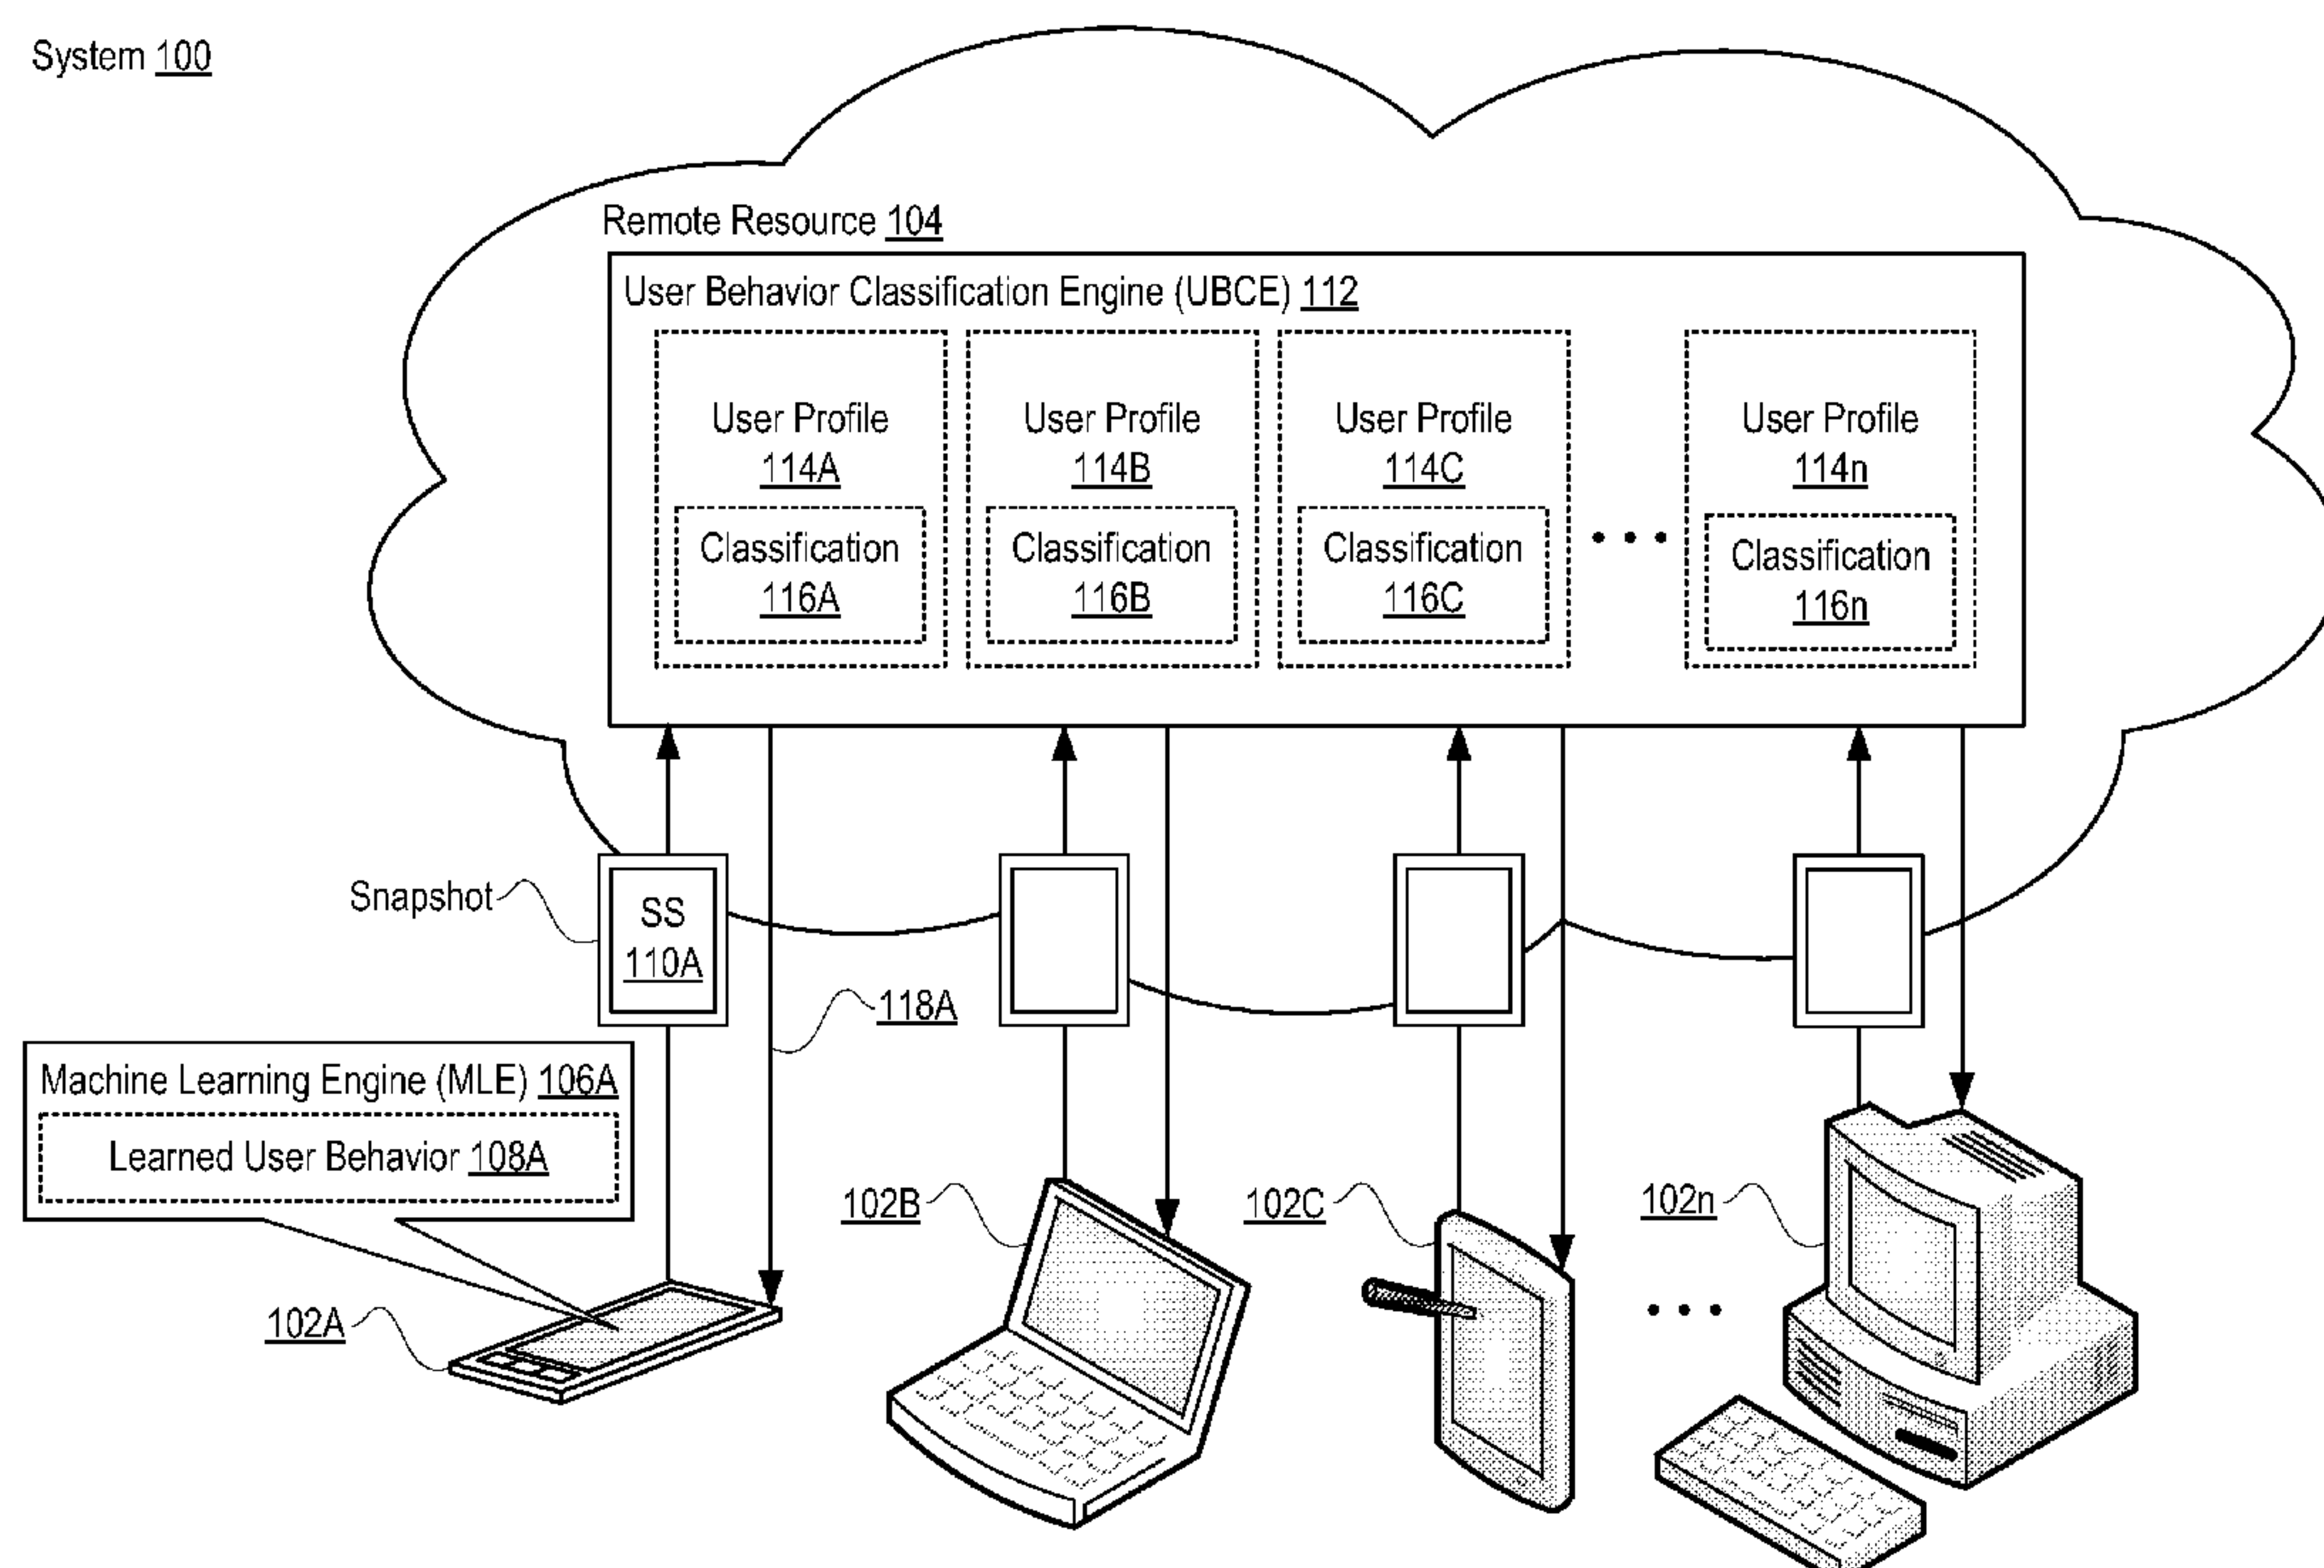 System 100
Remote Resource 104
User Behavior Classification Engine (UBCE) 112
User Profile
114A
Classification
116A
User Profile
114B
Classification
116B
User Profile
114C
Classification
116C
User Profile
114n
Classification
116n
Snapshot
SS
110A
118A
Machine Learning Engine (MLE) 106A
Learned User Behavior 108A
102A
102B
102C
102n